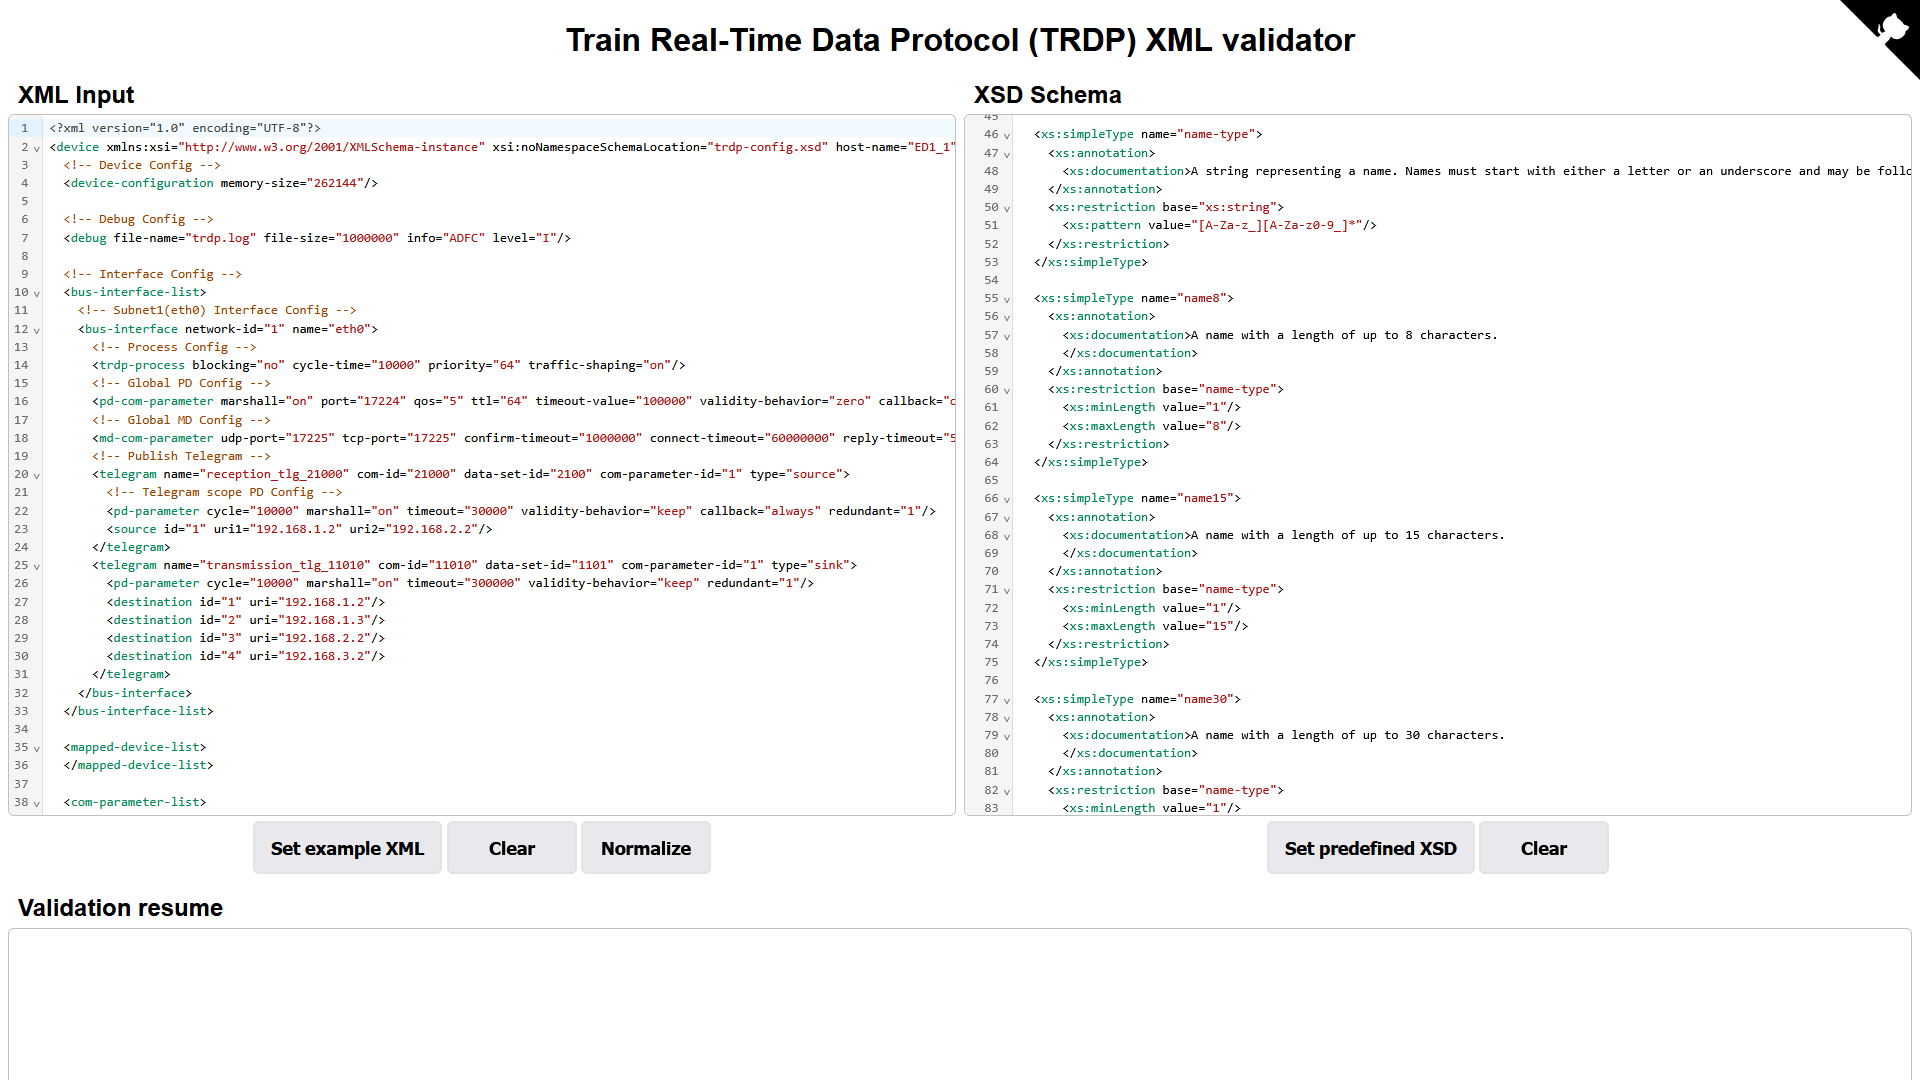 Train Real-Time Data Protocol (TRDP) XML validator
XML Input
1 <?xml version="1.0" encoding="UTF-8"?>
2 <device xmlns:xsi="http://www.w3.org/2001/XMLSchema-instance" xsi:noNamespaceSchemaLocation="trdp-config.xsd" host-name="ED1_1"
3 <!-- Device Config -->
4 <device-configuration memory-size="262144"/>
5
6 <!-- Debug Config -->
7 <debug file-name="trdp.log" file-size="1000000" info="ADFC" level="I"/>
8
9 <!-- Interface Config -->
10 <bus-interface-list>
11 <!-- Subnet1(eth0) Interface Config -->
12 <bus-interface network-id="1" name="eth0">
13 <!-- Process Config -->
14 <trdp-process blocking="no" cycle-time="10000" priority="64" traffic-shaping="on"/>
15 <!-- Global PD Config -->
16 <pd-com-parameter marshall="on" port="17224" qos="5" ttl="64" timeout-value="100000" validity-behavior="zero" callback="o
17 <!-- Global MD Config -->
18 <md-com-parameter udp-port="17225" tcp-port="17225" confirm-timeout="1000000" connect-timeout="60000000" reply-timeout="5
19 <!-- Publish Telegram -->
20 <telegram name="reception_tlg_21000" com-id="21000" data-set-id="2100" com-parameter-id="1" type="source">
21 <!-- Telegram scope PD Config -->
22 <pd-parameter cycle="10000" marshall="on" timeout="30000" validity-behavior="keep" callback="always" redundant="1"/>
23 <source id="1" uri1="192.168.1.2" uri2="192.168.2.2"/>
24 </telegram>
25 <telegram name="transmission_tlg_11010" com-id="11010" data-set-id="1101" com-parameter-id="1" type="sink">
26 <pd-parameter cycle="10000" marshall="on" timeout="300000" validity-behavior="keep" redundant="1"/>
27 <destination id="1" uri="192.168.1.2"/>
28 <destination id="2" uri="192.168.1.3"/>
29 <destination id="3" uri="192.168.2.2"/>
30 <destination id="4" uri="192.168.3.2"/>
31 </telegram>
32 </bus-interface>
33 </bus-interface-list>
34
35 <mapped-device-list>
36 </mapped-device-list>
37
38 <com-parameter-list>
Set example XML
Clear
Normalize
XSD Schema
45
46 <xs:simpleType name="name-type">
47 <xs:annotation>
48 <xs:documentation>A string representing a name. Names must start with either a letter or an underscore and may be follo
49 </xs:annotation>
50 <xs:restriction base="xs:string">
51 <xs:pattern value="[A-Za-z_][A-Za-z0-9_]*"/>
52 </xs:restriction>
53 </xs:simpleType>
54
55 <xs:simpleType name="name8">
56 <xs:annotation>
57 <xs:documentation>A name with a length of up to 8 characters.
58 </xs:documentation>
59 </xs:annotation>
60 <xs:restriction base="name-type">
61 <xs:minLength value="1"/>
62 <xs:maxLength value="8"/>
63 </xs:restriction>
64 </xs:simpleType>
65
66 <xs:simpleType name="name15">
67 <xs:annotation>
68 <xs:documentation>A name with a length of up to 15 characters.
69 </xs:documentation>
70 </xs:annotation>
71 <xs:restriction base="name-type">
72 <xs:minLength value="1"/>
73 <xs:maxLength value="15"/>
74 </xs:restriction>
75 </xs:simpleType>
76
77 <xs:simpleType name="name30">
78 <xs:annotation>
79 <xs:documentation>A name with a length of up to 30 characters.
80 </xs:documentation>
81 </xs:annotation>
82 <xs:restriction base="name-type">
83 <xs:minLength value="1"/>
Set predefined XSD
Clear
Validation resume